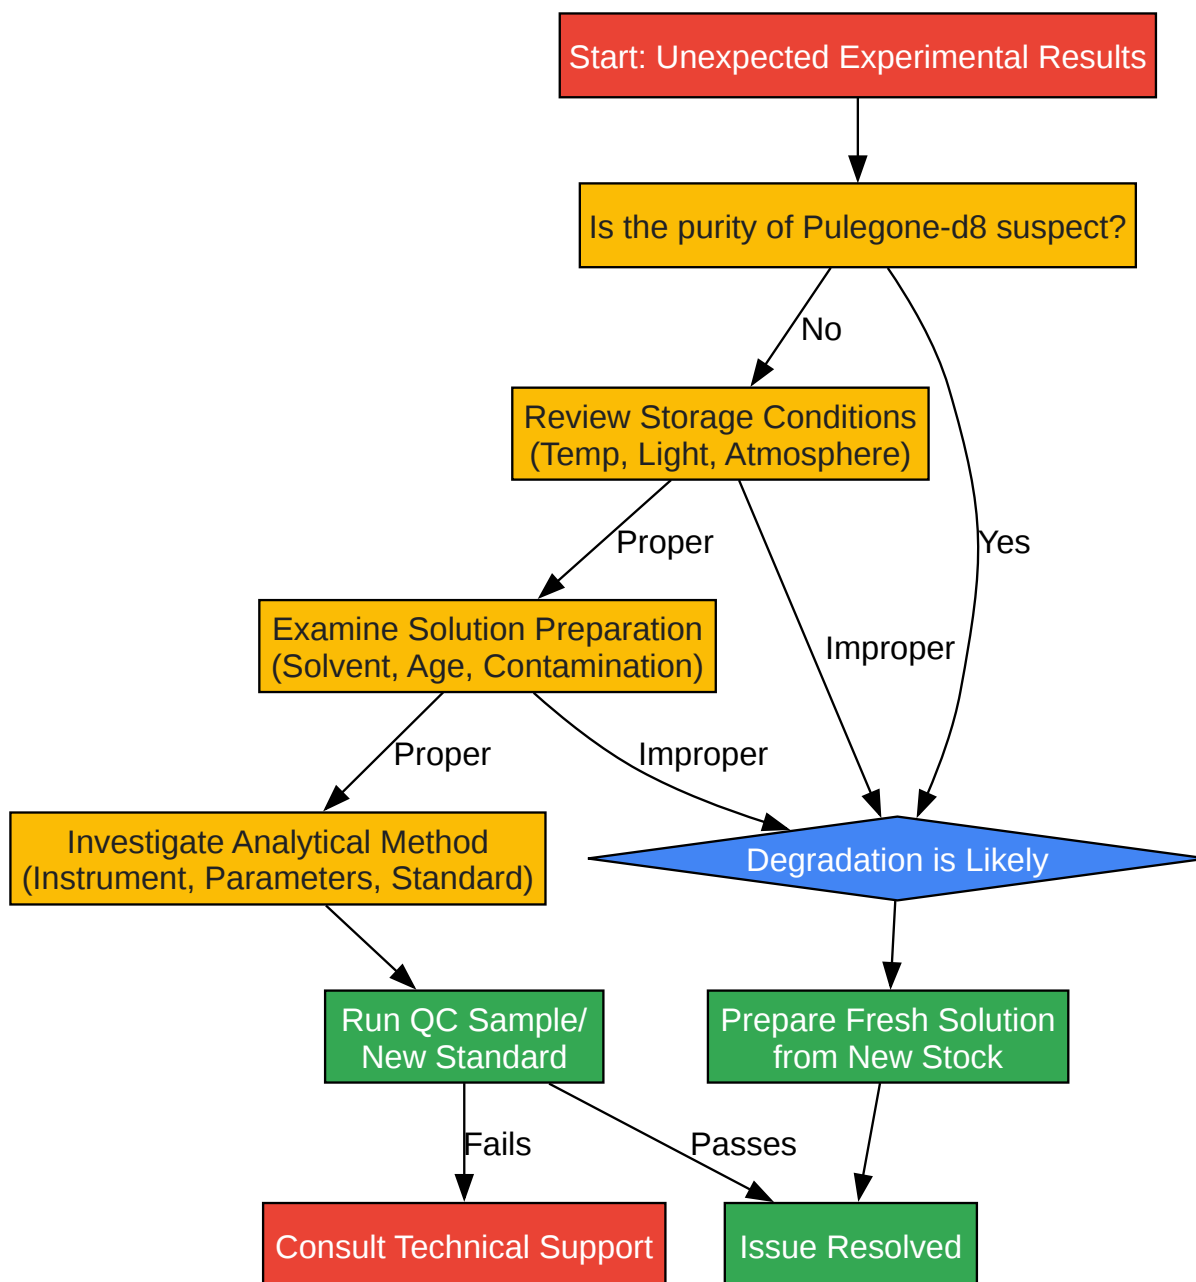 Start: Unexpected Experimental Results
Is the purity of Pulegone-d8 suspect?
No
Review Storage Conditions
(Temp, Light, Atmosphere)
Proper
Yes
Examine Solution Preparation
(Solvent, Age, Contamination)
Improper
Proper
Improper
Investigate Analytical Method
(Instrument, Parameters, Standard)
Degradation is Likely
Run QC Sample/
New Standard
Prepare Fresh Solution
from New Stock
Fails
Passes
Consult Technical Support
Issue Resolved